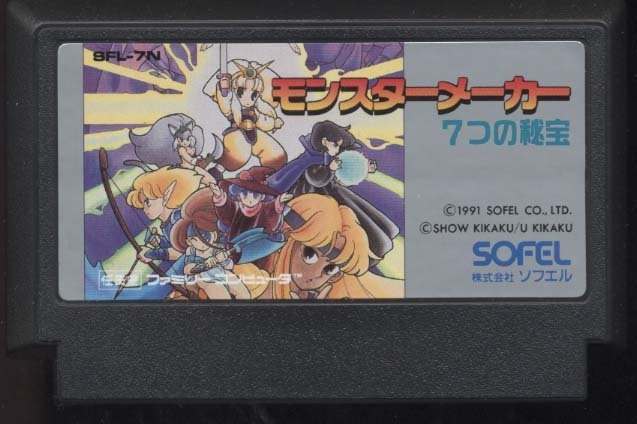 SFL-7N
モンスターメーカー
7つの秘宝
©1991 SOFEL CO., LTD.
©SHOW KIKAKU/U KIKAKU
SOFEL
株式会社 ソフエル
任天堂 ファミリーコンピュータ™